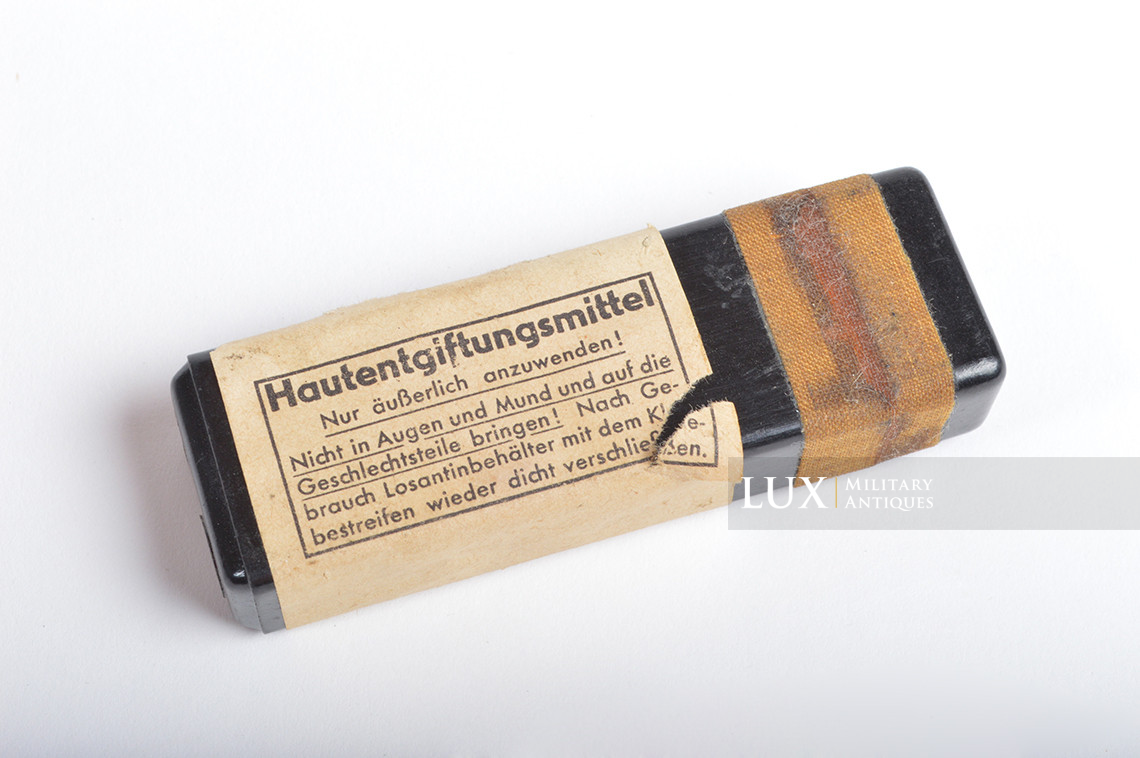 Hautentgiftungsmittel
Nur äußerlich anzuwenden!
Nicht in Augen und Mund und auf die
Geschlechtsteile bringen! Nach Ge-
brauch Losantinbehälter mit dem
bestreifen wieder dicht verschließen.
LUX MILITARY ANTIQUES